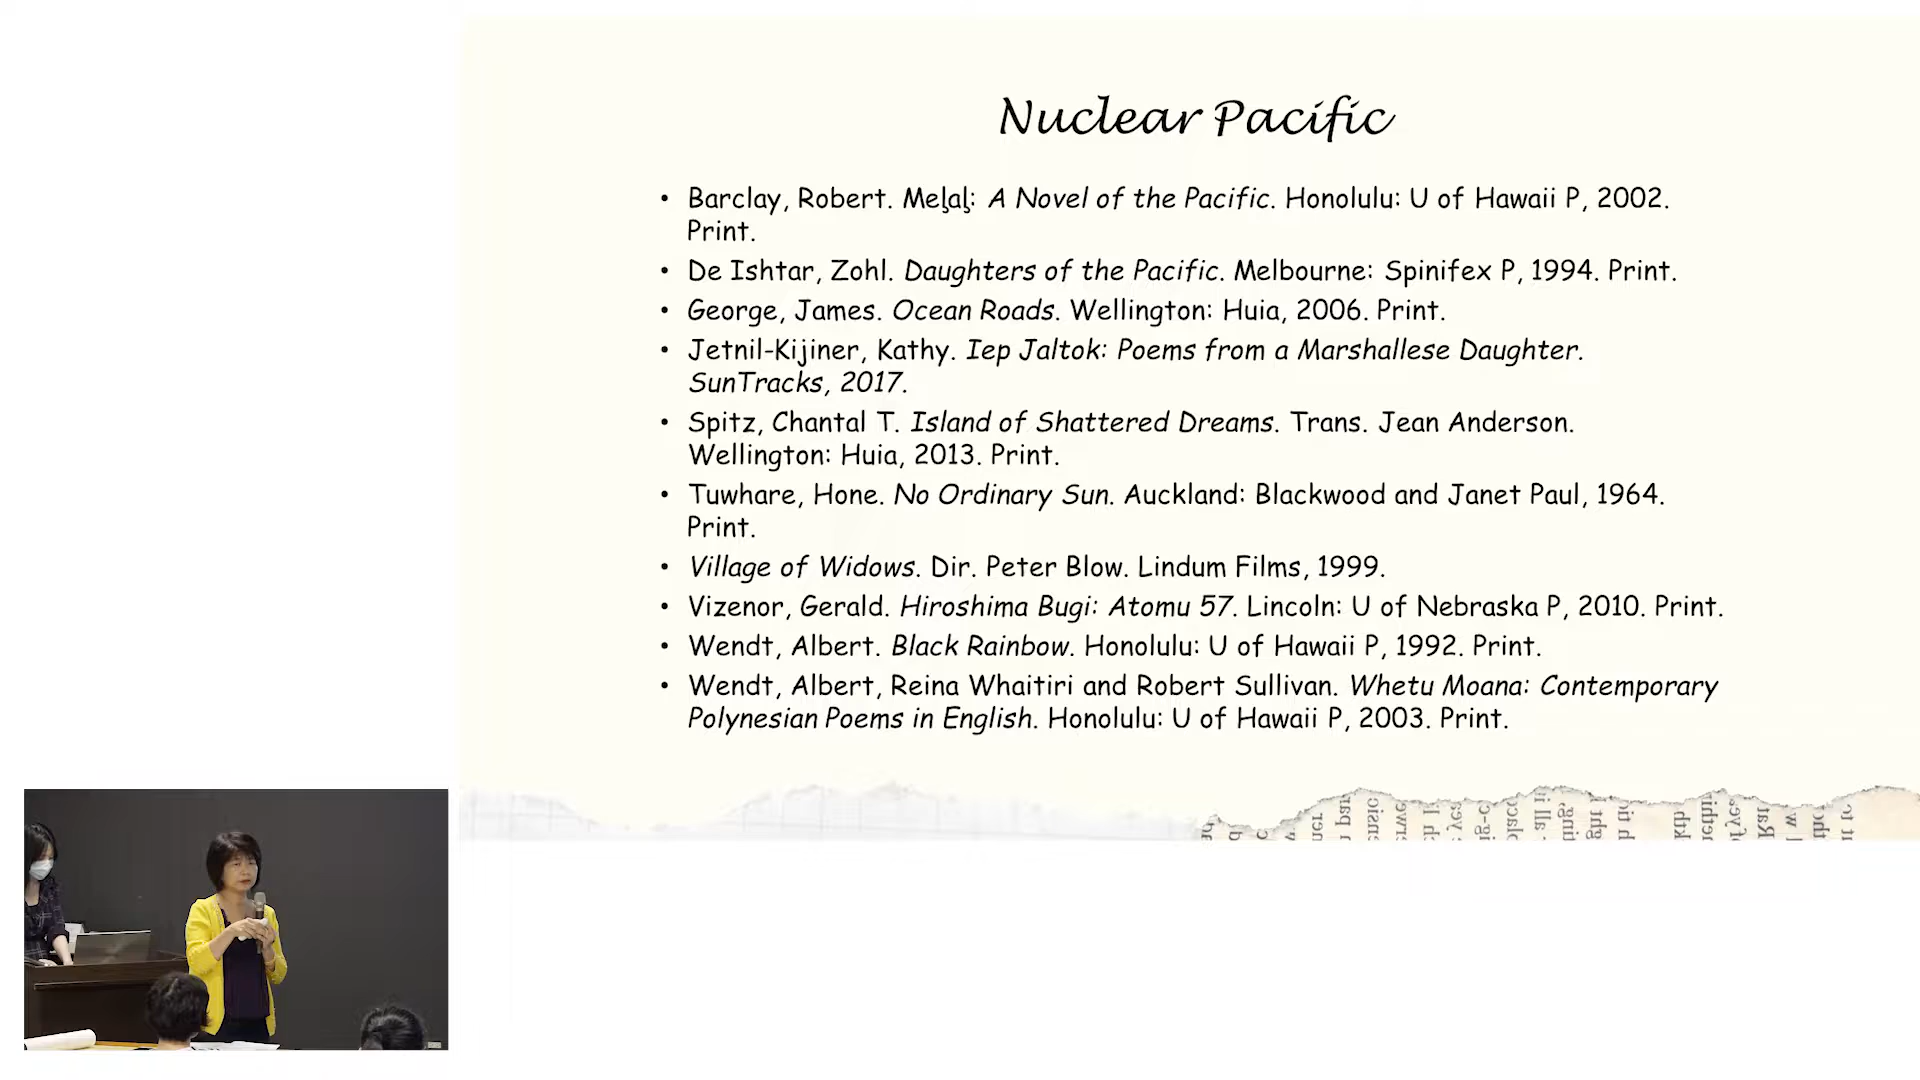 Nuclear Pacific
• Barclay, Robert. Meḷaḷ: A Novel of the Pacific. Honolulu: U of Hawaii P, 2002.
Print.
• De Ishtar, Zohl. Daughters of the Pacific. Melbourne: Spinifex P, 1994. Print.
• George, James. Ocean Roads. Wellington: Huia, 2006. Print.
• Jetnil-Kijiner, Kathy. Iep Jaltok: Poems from a Marshallese Daughter.
SunTracks, 2017.
• Spitz, Chantal T. Island of Shattered Dreams. Trans. Jean Anderson.
Wellington: Huia, 2013. Print.
• Tuwhare, Hone. No Ordinary Sun. Auckland: Blackwood and Janet Paul, 1964.
Print.
• Village of Widows. Dir. Peter Blow. Lindum Films, 1999.
• Vizenor, Gerald. Hiroshima Bugi: Atomu 57. Lincoln: U of Nebraska P, 2010. Print.
• Wendt, Albert. Black Rainbow. Honolulu: U of Hawaii P, 1992. Print.
• Wendt, Albert, Reina Whaitiri and Robert Sullivan. Whetu Moana: Contemporary
Polynesian Poems in English. Honolulu: U of Hawaii P, 2003. Print.